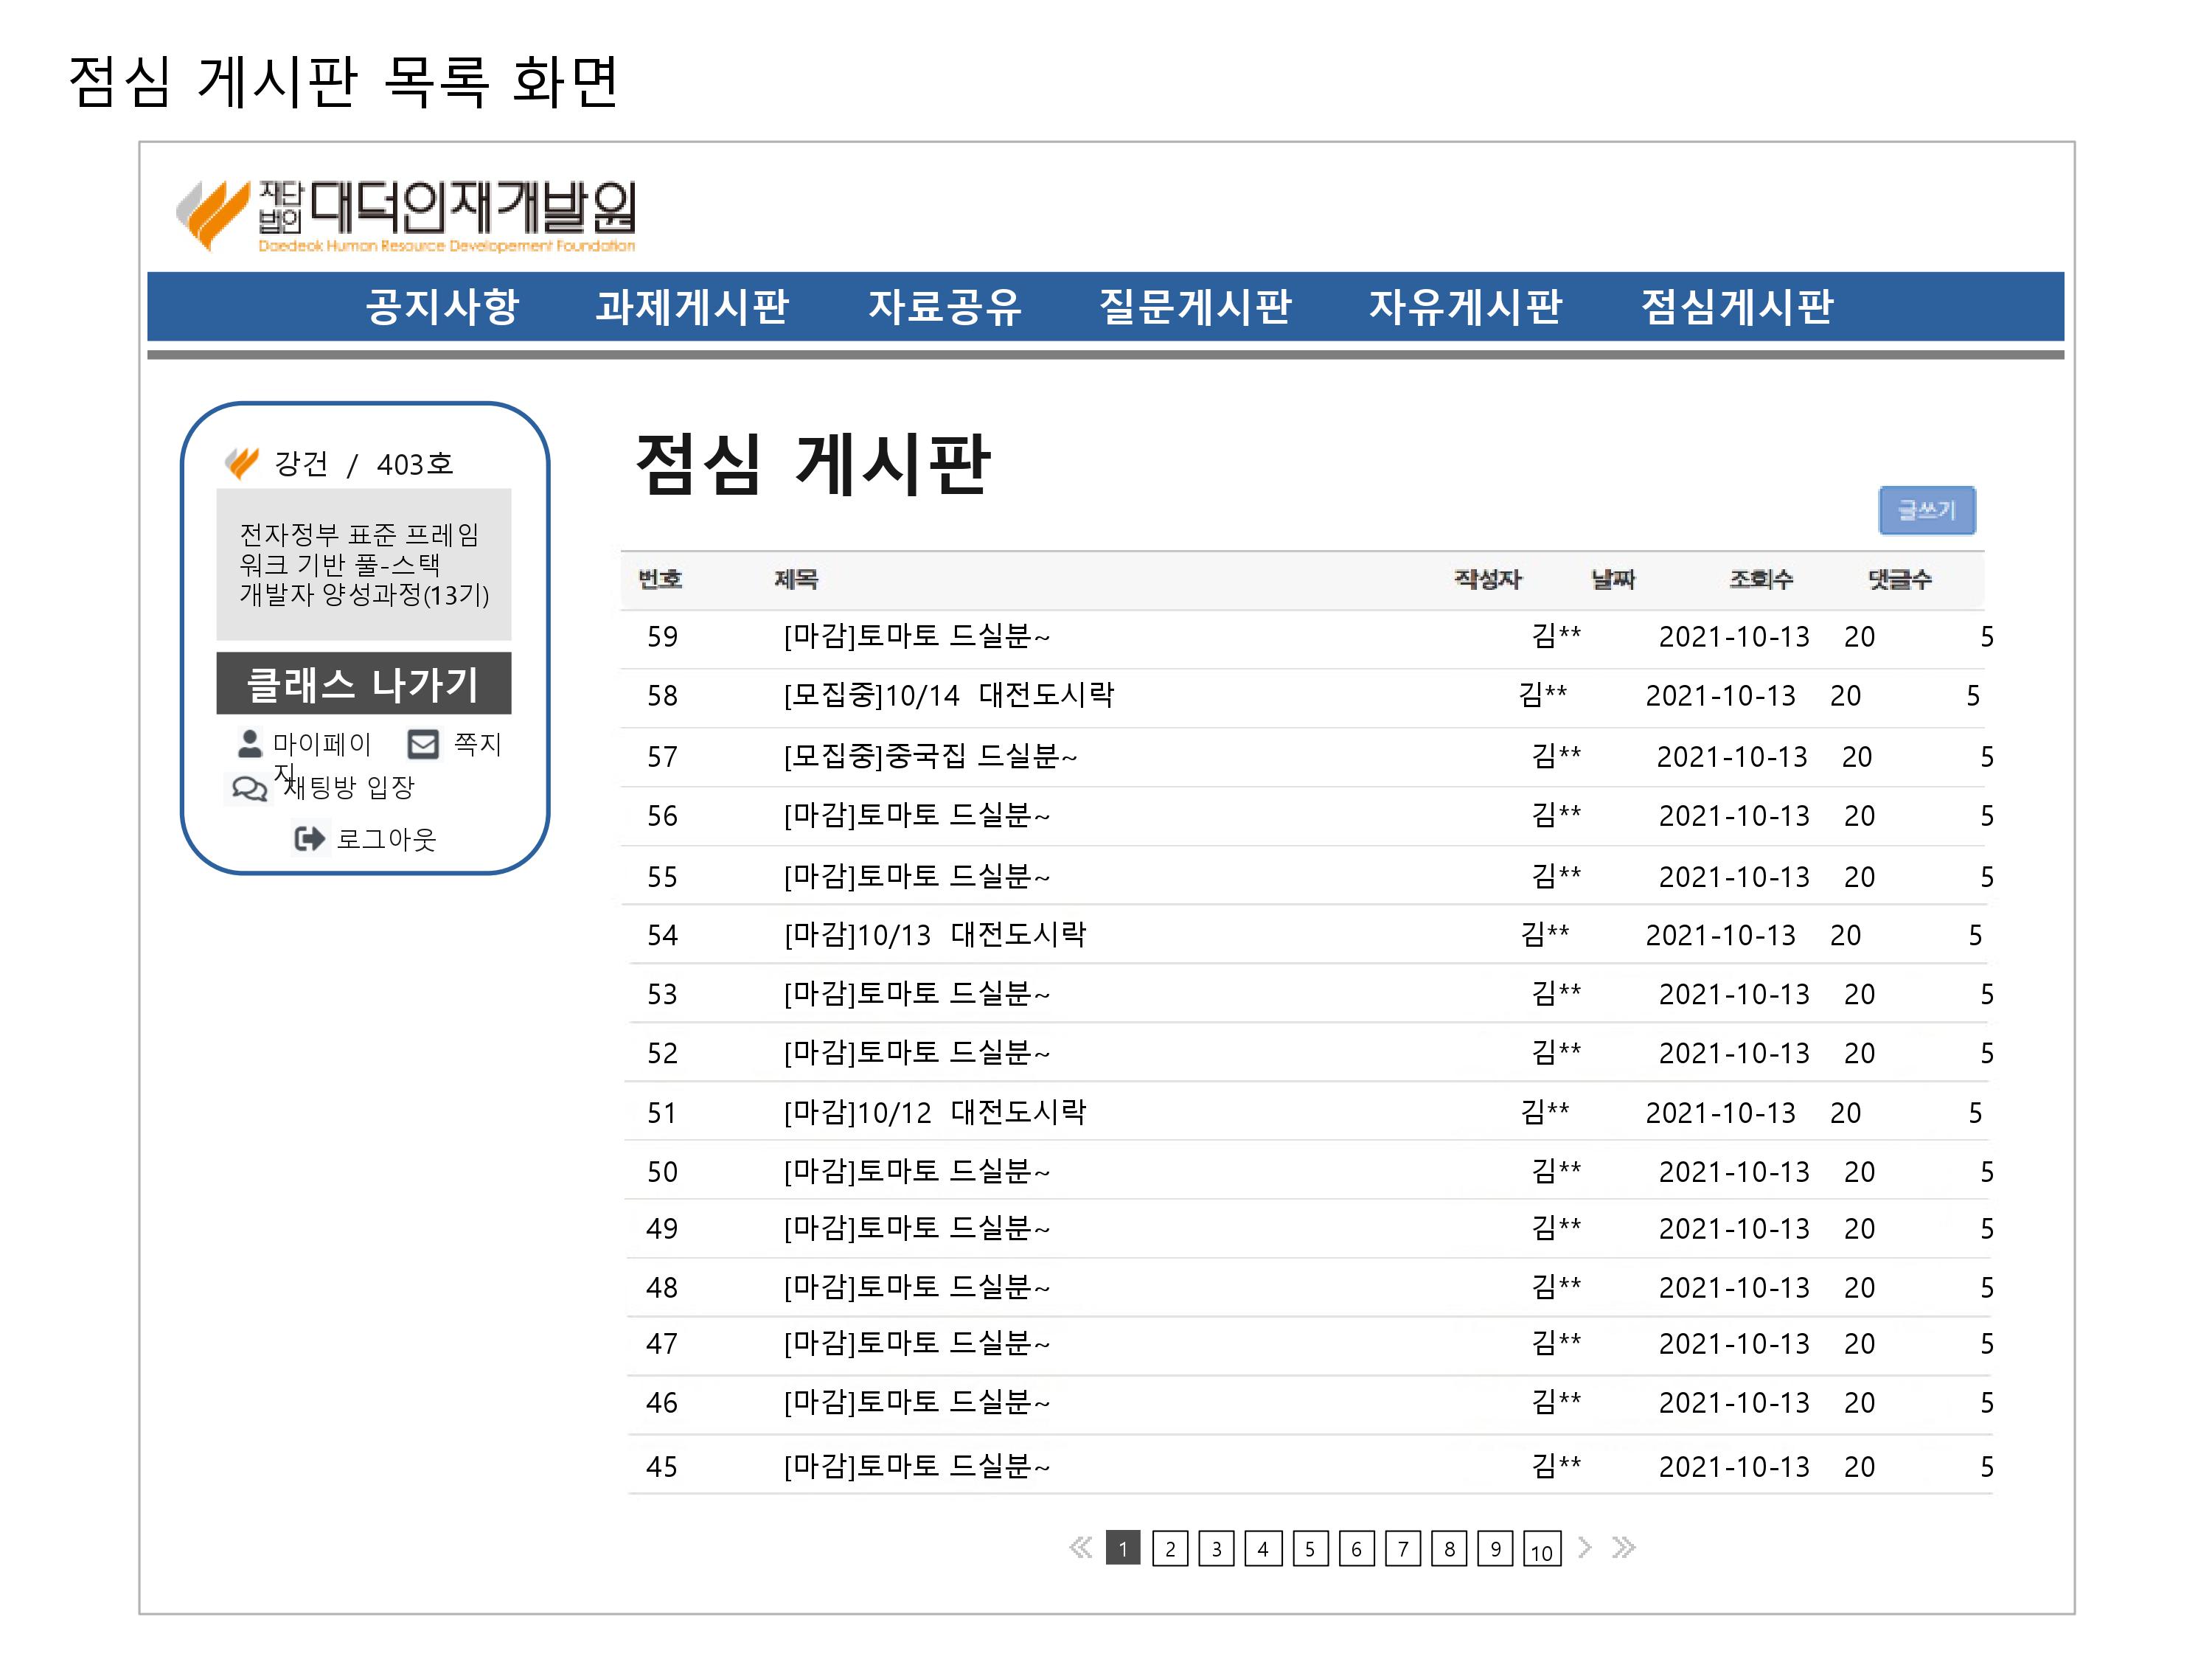 점심 게시판 목록 화면
재단법인 대덕인재개발원
Daedeok Human Resource Developement Foundation
공지사항 과제게시판 자료공유 질문게시판 자유게시판 점심게시판
강건 / 403호
전자정부 표준 프레임
워크 기반 풀-스택
개발자 양성과정(13기)
클래스 나가기
마이페이
지
쪽지
채팅방 입장
로그아웃
점심 게시판
글쓰기
번호 제목 작성자 날짜 조회수 댓글수
59 [마감]토마토 드실분~ 김** 2021-10-13 20 5
58 [모집중]10/14 대전도시락 김** 2021-10-13 20 5
57 [모집중]중국집 드실분~ 김** 2021-10-13 20 5
56 [마감]토마토 드실분~ 김** 2021-10-13 20 5
55 [마감]토마토 드실분~ 김** 2021-10-13 20 5
54 [마감]10/13 대전도시락 김** 2021-10-13 20 5
53 [마감]토마토 드실분~ 김** 2021-10-13 20 5
52 [마감]토마토 드실분~ 김** 2021-10-13 20 5
51 [마감]10/12 대전도시락 김** 2021-10-13 20 5
50 [마감]토마토 드실분~ 김** 2021-10-13 20 5
49 [마감]토마토 드실분~ 김** 2021-10-13 20 5
48 [마감]토마토 드실분~ 김** 2021-10-13 20 5
47 [마감]토마토 드실분~ 김** 2021-10-13 20 5
46 [마감]토마토 드실분~ 김** 2021-10-13 20 5
45 [마감]토마토 드실분~ 김** 2021-10-13 20 5
1 2 3 4 5 6 7 8 9 10